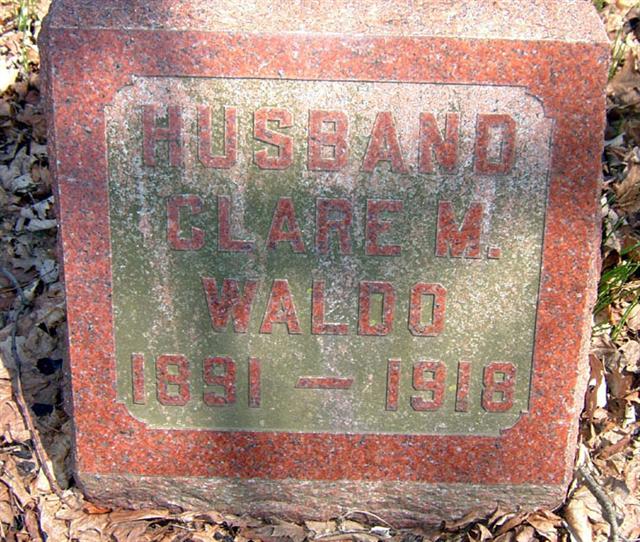 HUSBAND
CLARE M.
WALDO
1891 — 1918